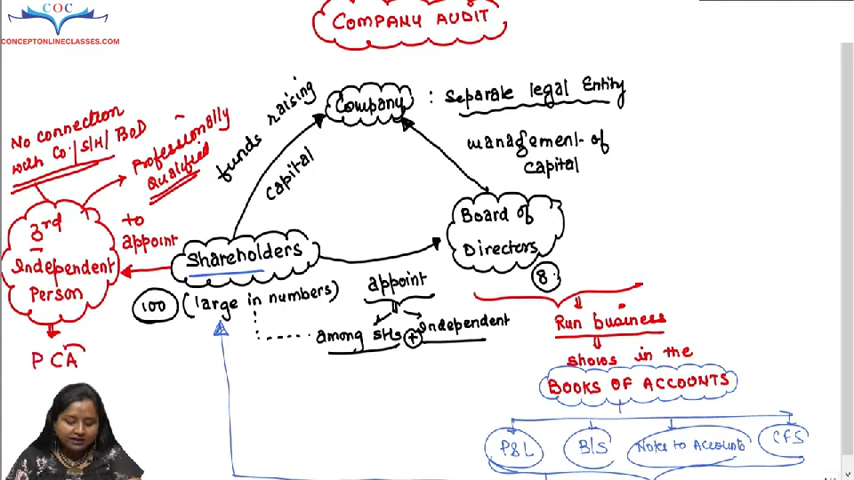 COC
CONCEPTONLINECLASSES.COM
COMPANY AUDIT
Company : Separate legal Entity
funds raising
capital
management of
capital
No connection
with Co./SH/BoD
Professionally
Qualified
3rd
Independent
Person
PCA
to
appoint
Shareholders
100 (large in numbers)
Board of
Directors
8
appoint
among SHs + independent
Run business
shows in the
BOOKS OF ACCOUNTS
P&L B/S Notes to Accounts CFS